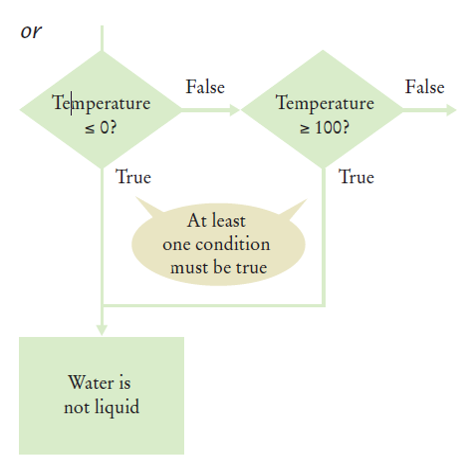 or
Temperature
≤ 0?
False
Temperature
≥ 100?
False
True
True
At least
one condition
must be true
Water is
not liquid